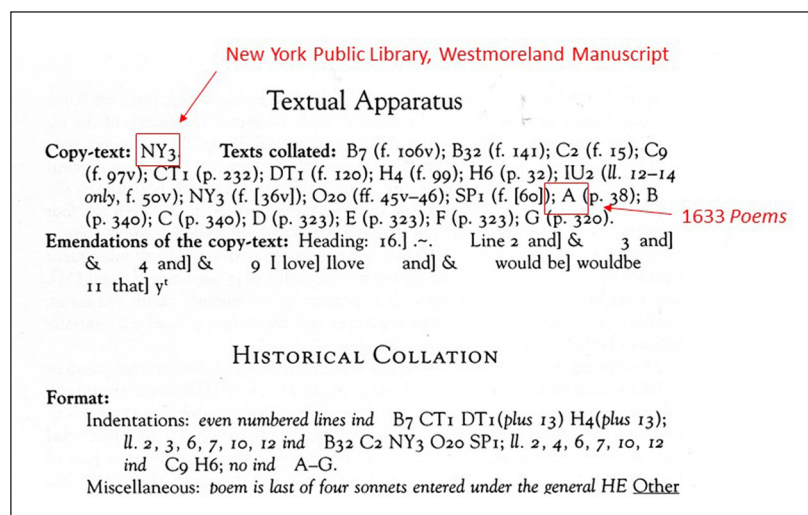 New York Public Library, Westmoreland Manuscript
Textual Apparatus
Copy-text: NY3. Texts collated: B7 (f. 106v); B32 (f. 141); C2 (f. 15); C9
(f. 97v); CT1 (p. 232); DT1 (f. 120); H4 (f. 99); H6 (p. 32); IU2 (ll. 12–14
only, f. 50v); NY3 (f. [36v]); O20 (ff. 45v–46); SP1 (f. [60]); A (p. 38); B
(p. 340); C (p. 340); D (p. 323); E (p. 323); F (p. 323); G (p. 320).
1633 Poems
Emendations of the copy-text: Heading: 16.] .~. Line 2 and] & 3 and]
& 4 and] & 9 I love] Ilove and] & would be] wouldbe
11 that] yᵗ
Historical Collation
Format:
Indentations: even numbered lines ind B7 CT1 DT1(plus 13) H4(plus 13);
ll. 2, 3, 6, 7, 10, 12 ind B32 C2 NY3 O20 SP1; ll. 2, 4, 6, 7, 10, 12
ind C9 H6; no ind A–G.
Miscellaneous: poem is last of four sonnets entered under the general HE Other